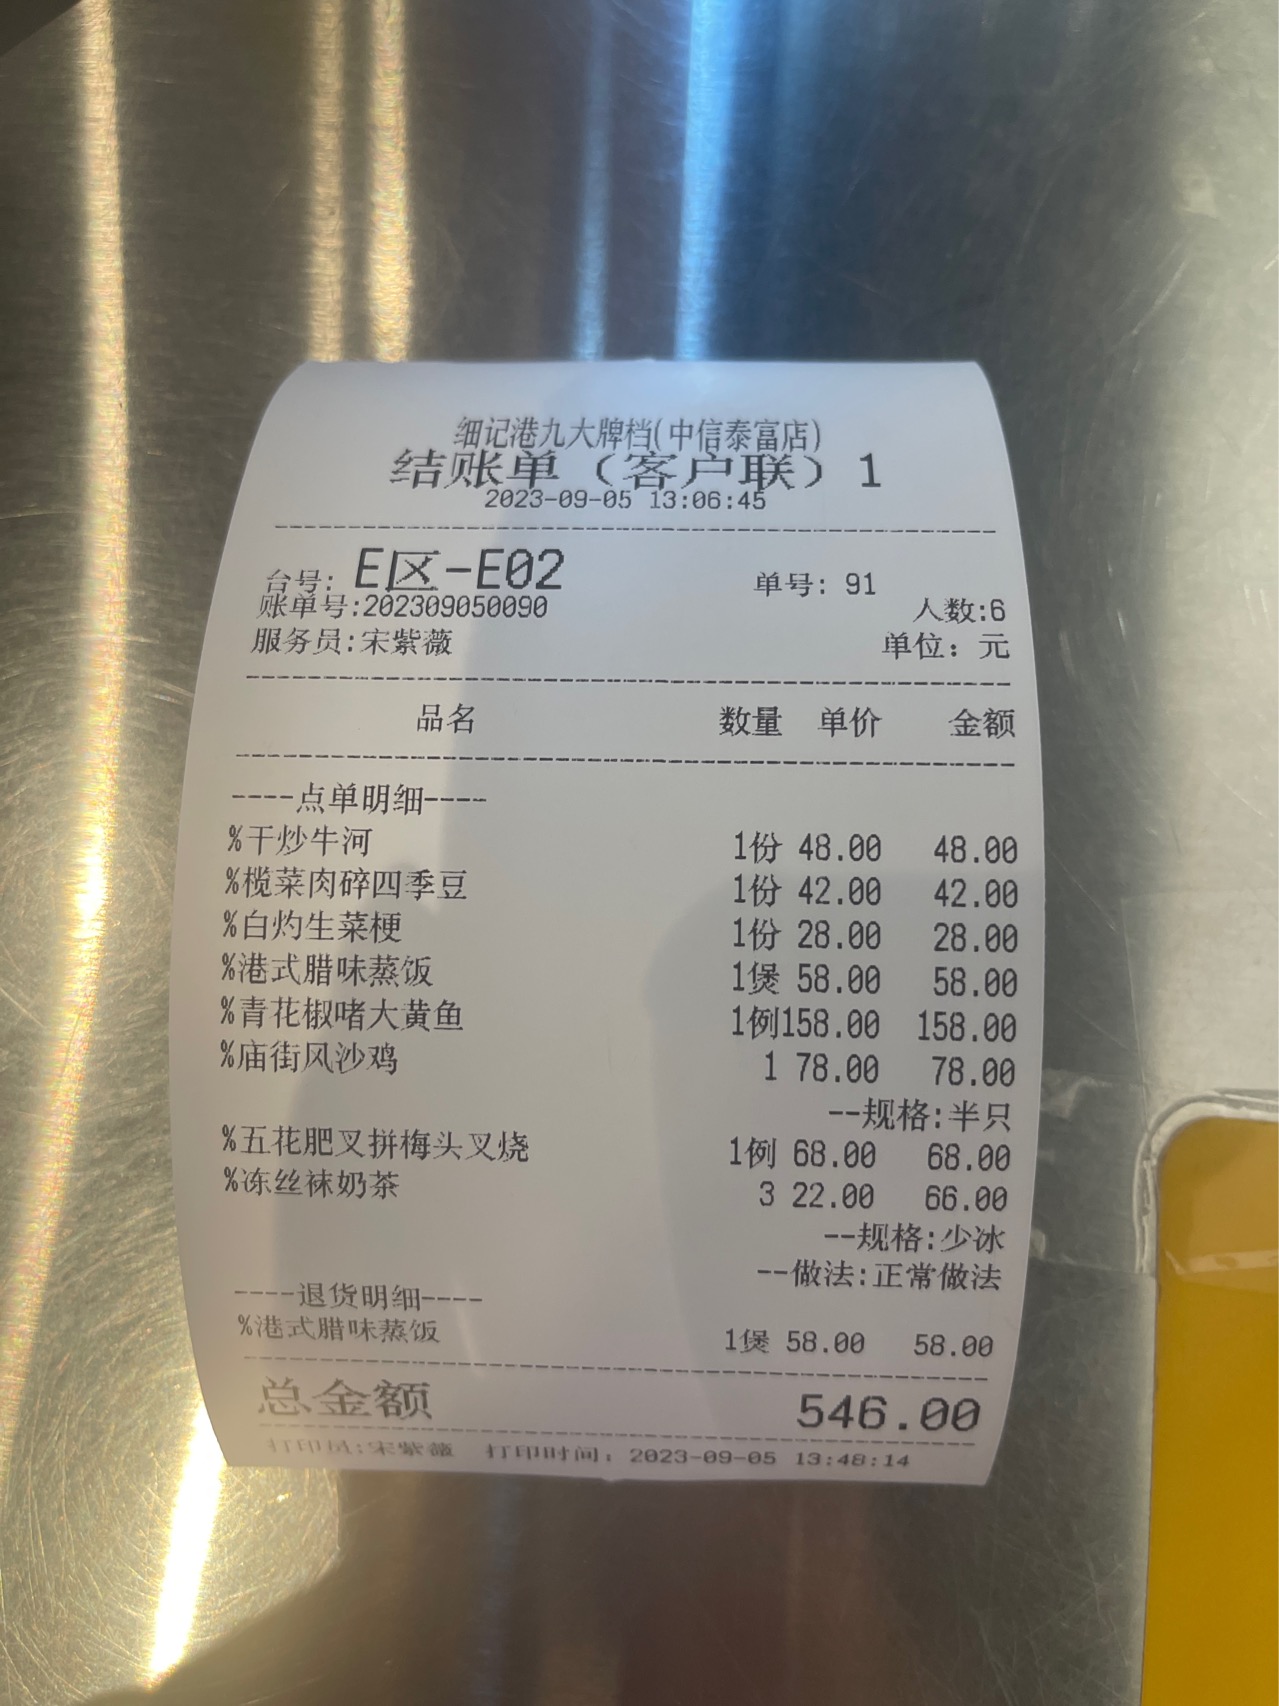 细记港九大牌档(中信泰富店)
结账单（客户联）1
2023-09-05 13:06:45
台号: E区-E02 单号: 91
账单号:202309050090 人数:6
服务员:宋紫薇 单位: 元
品名 数量 单价 金额
----点单明细----
%干炒牛河 1份 48.00 48.00
%榄菜肉碎四季豆 1份 42.00 42.00
%白灼生菜梗 1份 28.00 28.00
%港式腊味蒸饭 1煲 58.00 58.00
%青花椒啫大黄鱼 1例158.00 158.00
%庙街风沙鸡 1 78.00 78.00
--规格:半只
%五花肥叉拼梅头叉烧 1例 68.00 68.00
%冻丝袜奶茶 3 22.00 66.00
--规格:少冰
--做法:正常做法
----退货明细----
%港式腊味蒸饭 1煲 58.00 58.00
总金额 546.00
打印员:宋紫薇 打印时间: 2023-09-05 13:48:14